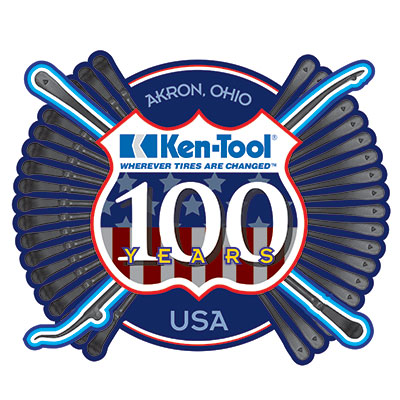 AKRON, OHIO
Ken-Tool®
WHEREVER TIRES ARE CHANGED™
100
YEARS
USA